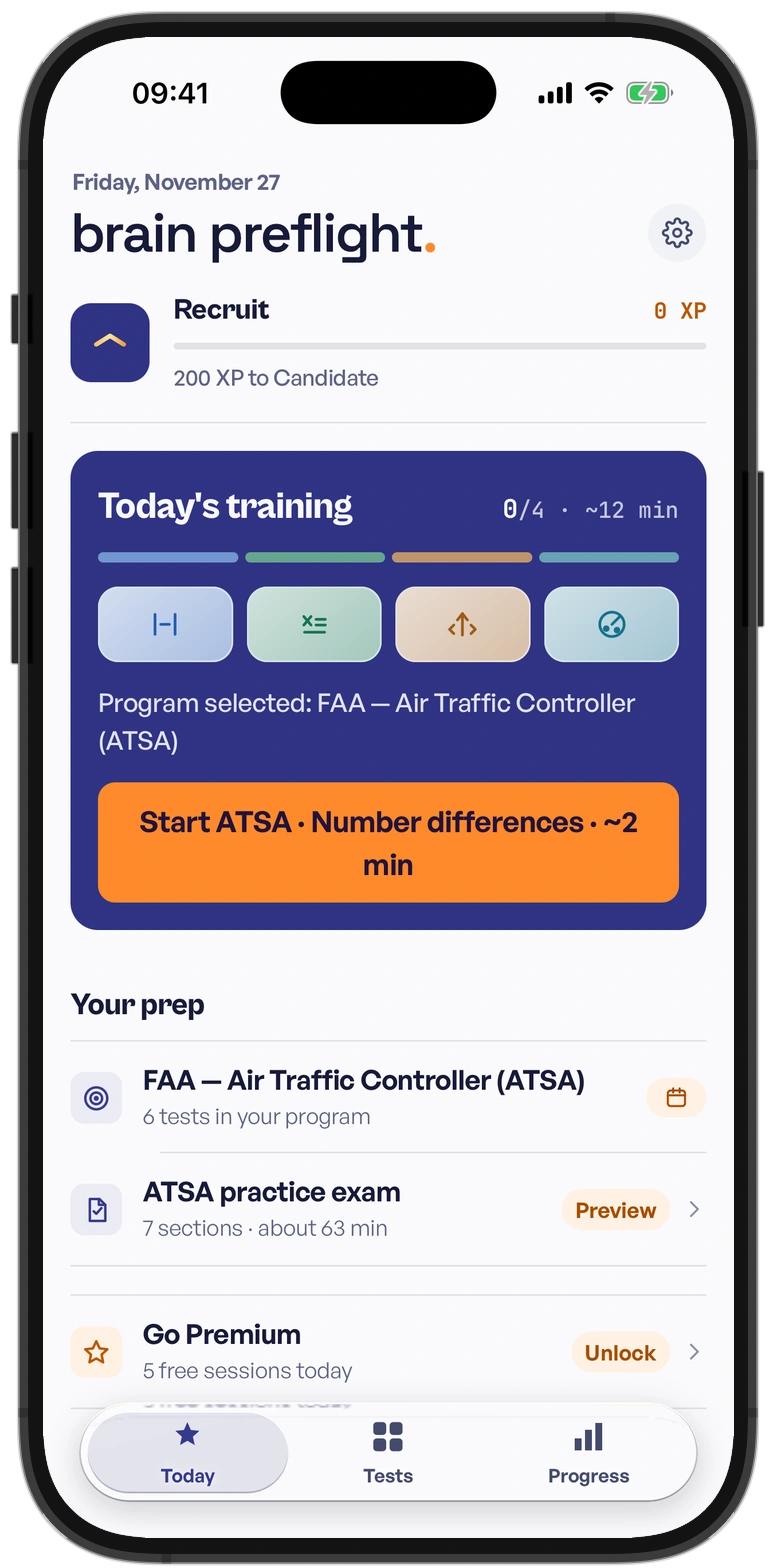 09:41
Friday, November 27
brain preflight.
Recruit
0 XP
200 XP to Candidate
Today's training
0/4 · ~12 min
Program selected: FAA — Air Traffic Controller
(ATSA)
Start ATSA · Number differences · ~2
min
Your prep
FAA — Air Traffic Controller (ATSA)
6 tests in your program
ATSA practice exam
7 sections · about 63 min
Preview
Go Premium
5 free sessions today
Unlock
Today
Tests
Progress